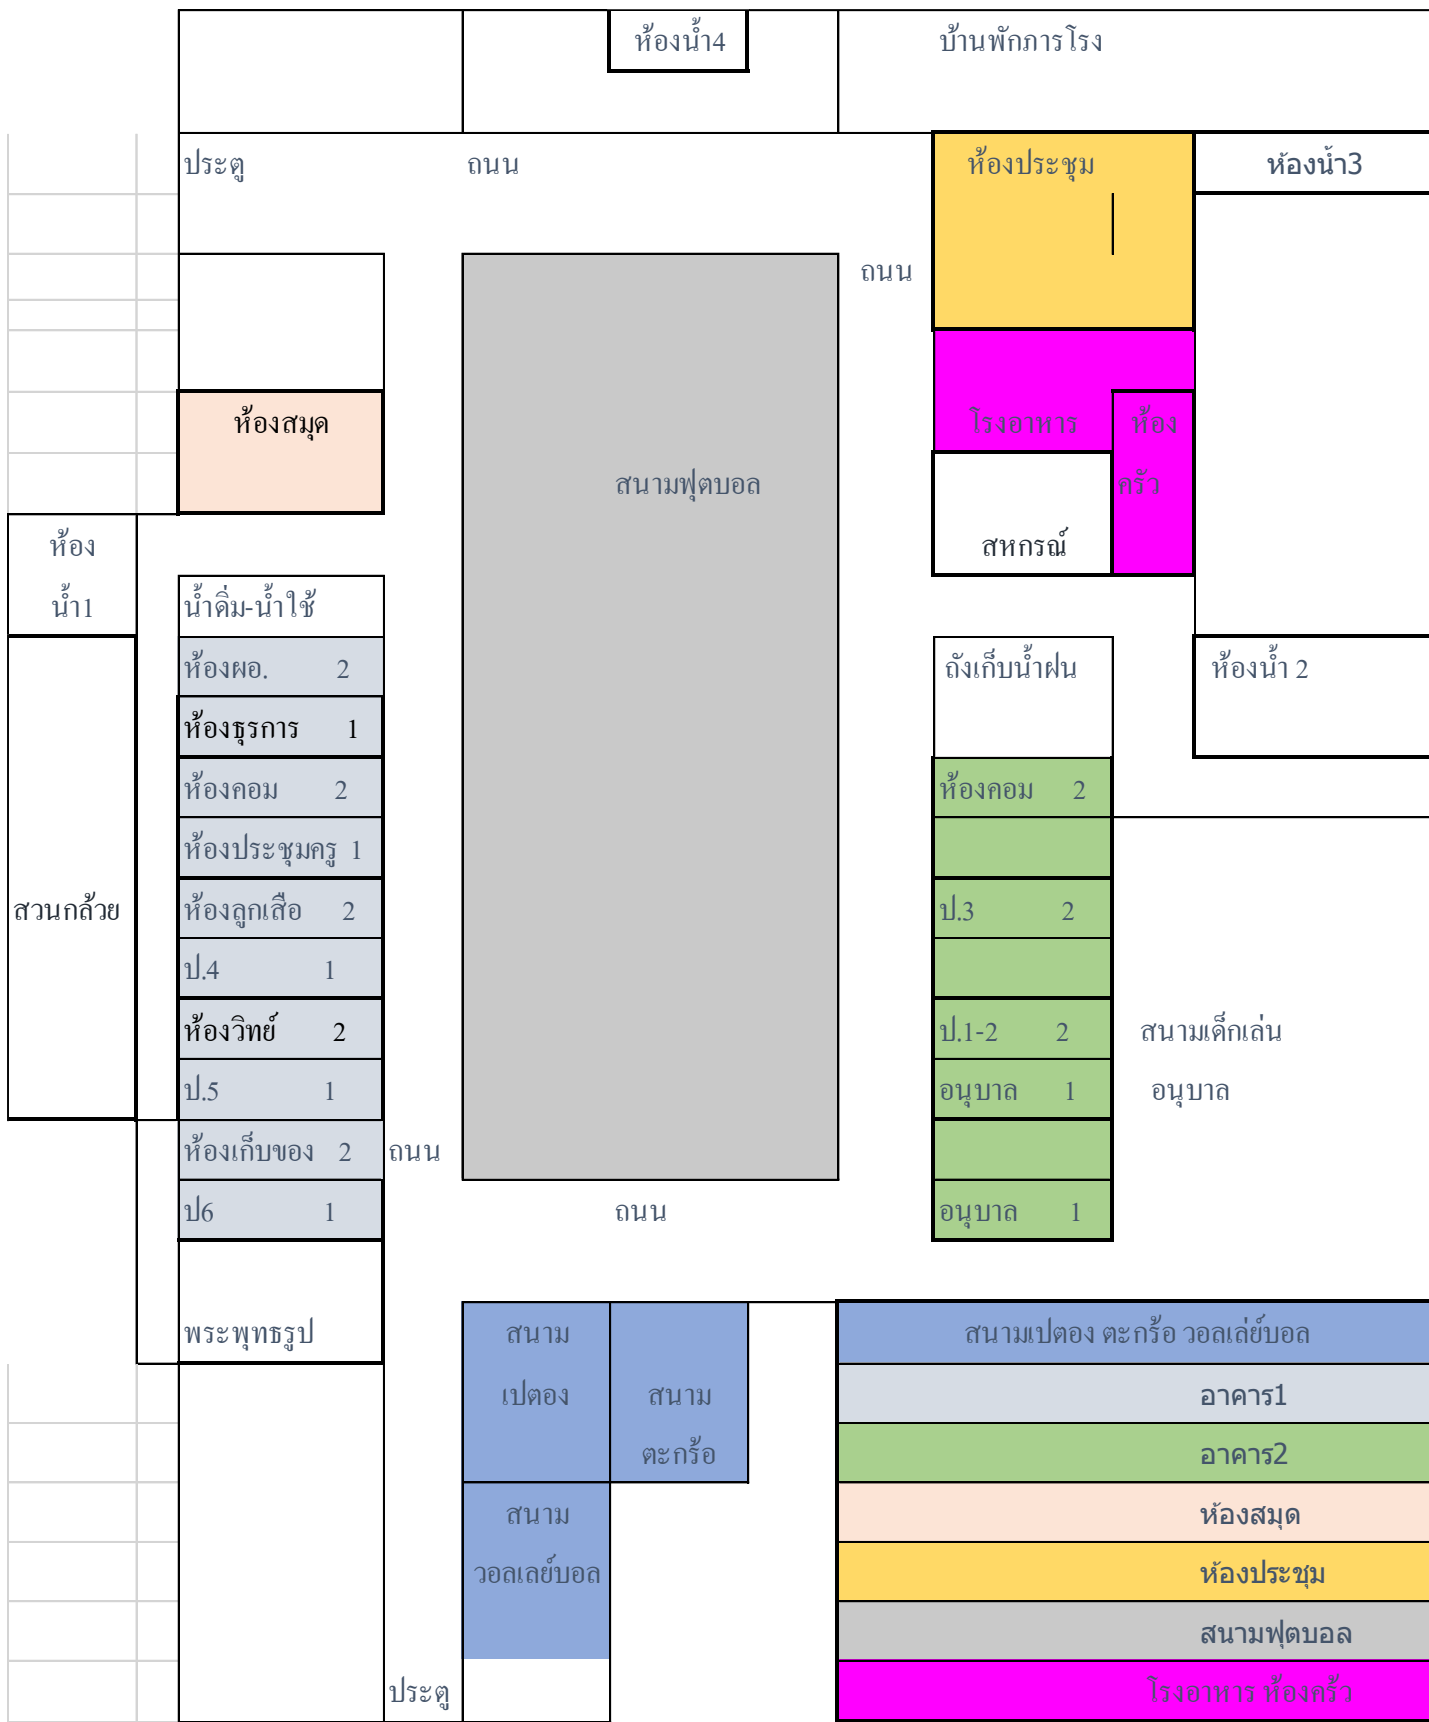 ห้องน้ำ4 บ้านพักภารโรง
ประตู ถนน ห้องประชุม ห้องน้ำ3
ถนน
ห้องสมุด โรงอาหาร ห้อง
สนามฟุตบอล ครัว
ห้อง สหกรณ์
น้ำ1 น้ำดื่ม-น้ำใช้
ห้องผอ. 2 ถังเก็บน้ำฝน ห้องน้ำ 2
ห้องธุรการ 1
ห้องคอม 2 ห้องคอม 2
ห้องประชุมครู 1
สวนกล้วย ห้องลูกเสือ 2 ป.3 2
ป.4 1
ห้องวิทย์ 2 ป.1-2 2 สนามเด็กเล่น
ป.5 1 อนุบาล 1 อนุบาล
ห้องเก็บของ 2 ถนน
ป6 1 ถนน อนุบาล 1
พระพุทธรูป สนาม สนามเปตอง ตะกร้อ วอลเล่ย์บอล
เปตอง สนาม อาคาร1
ตะกร้อ อาคาร2
สนาม ห้องสมุด
วอลเลย์บอล ห้องประชุม
สนามฟุตบอล
ประตู โรงอาหาร ห้องครัว